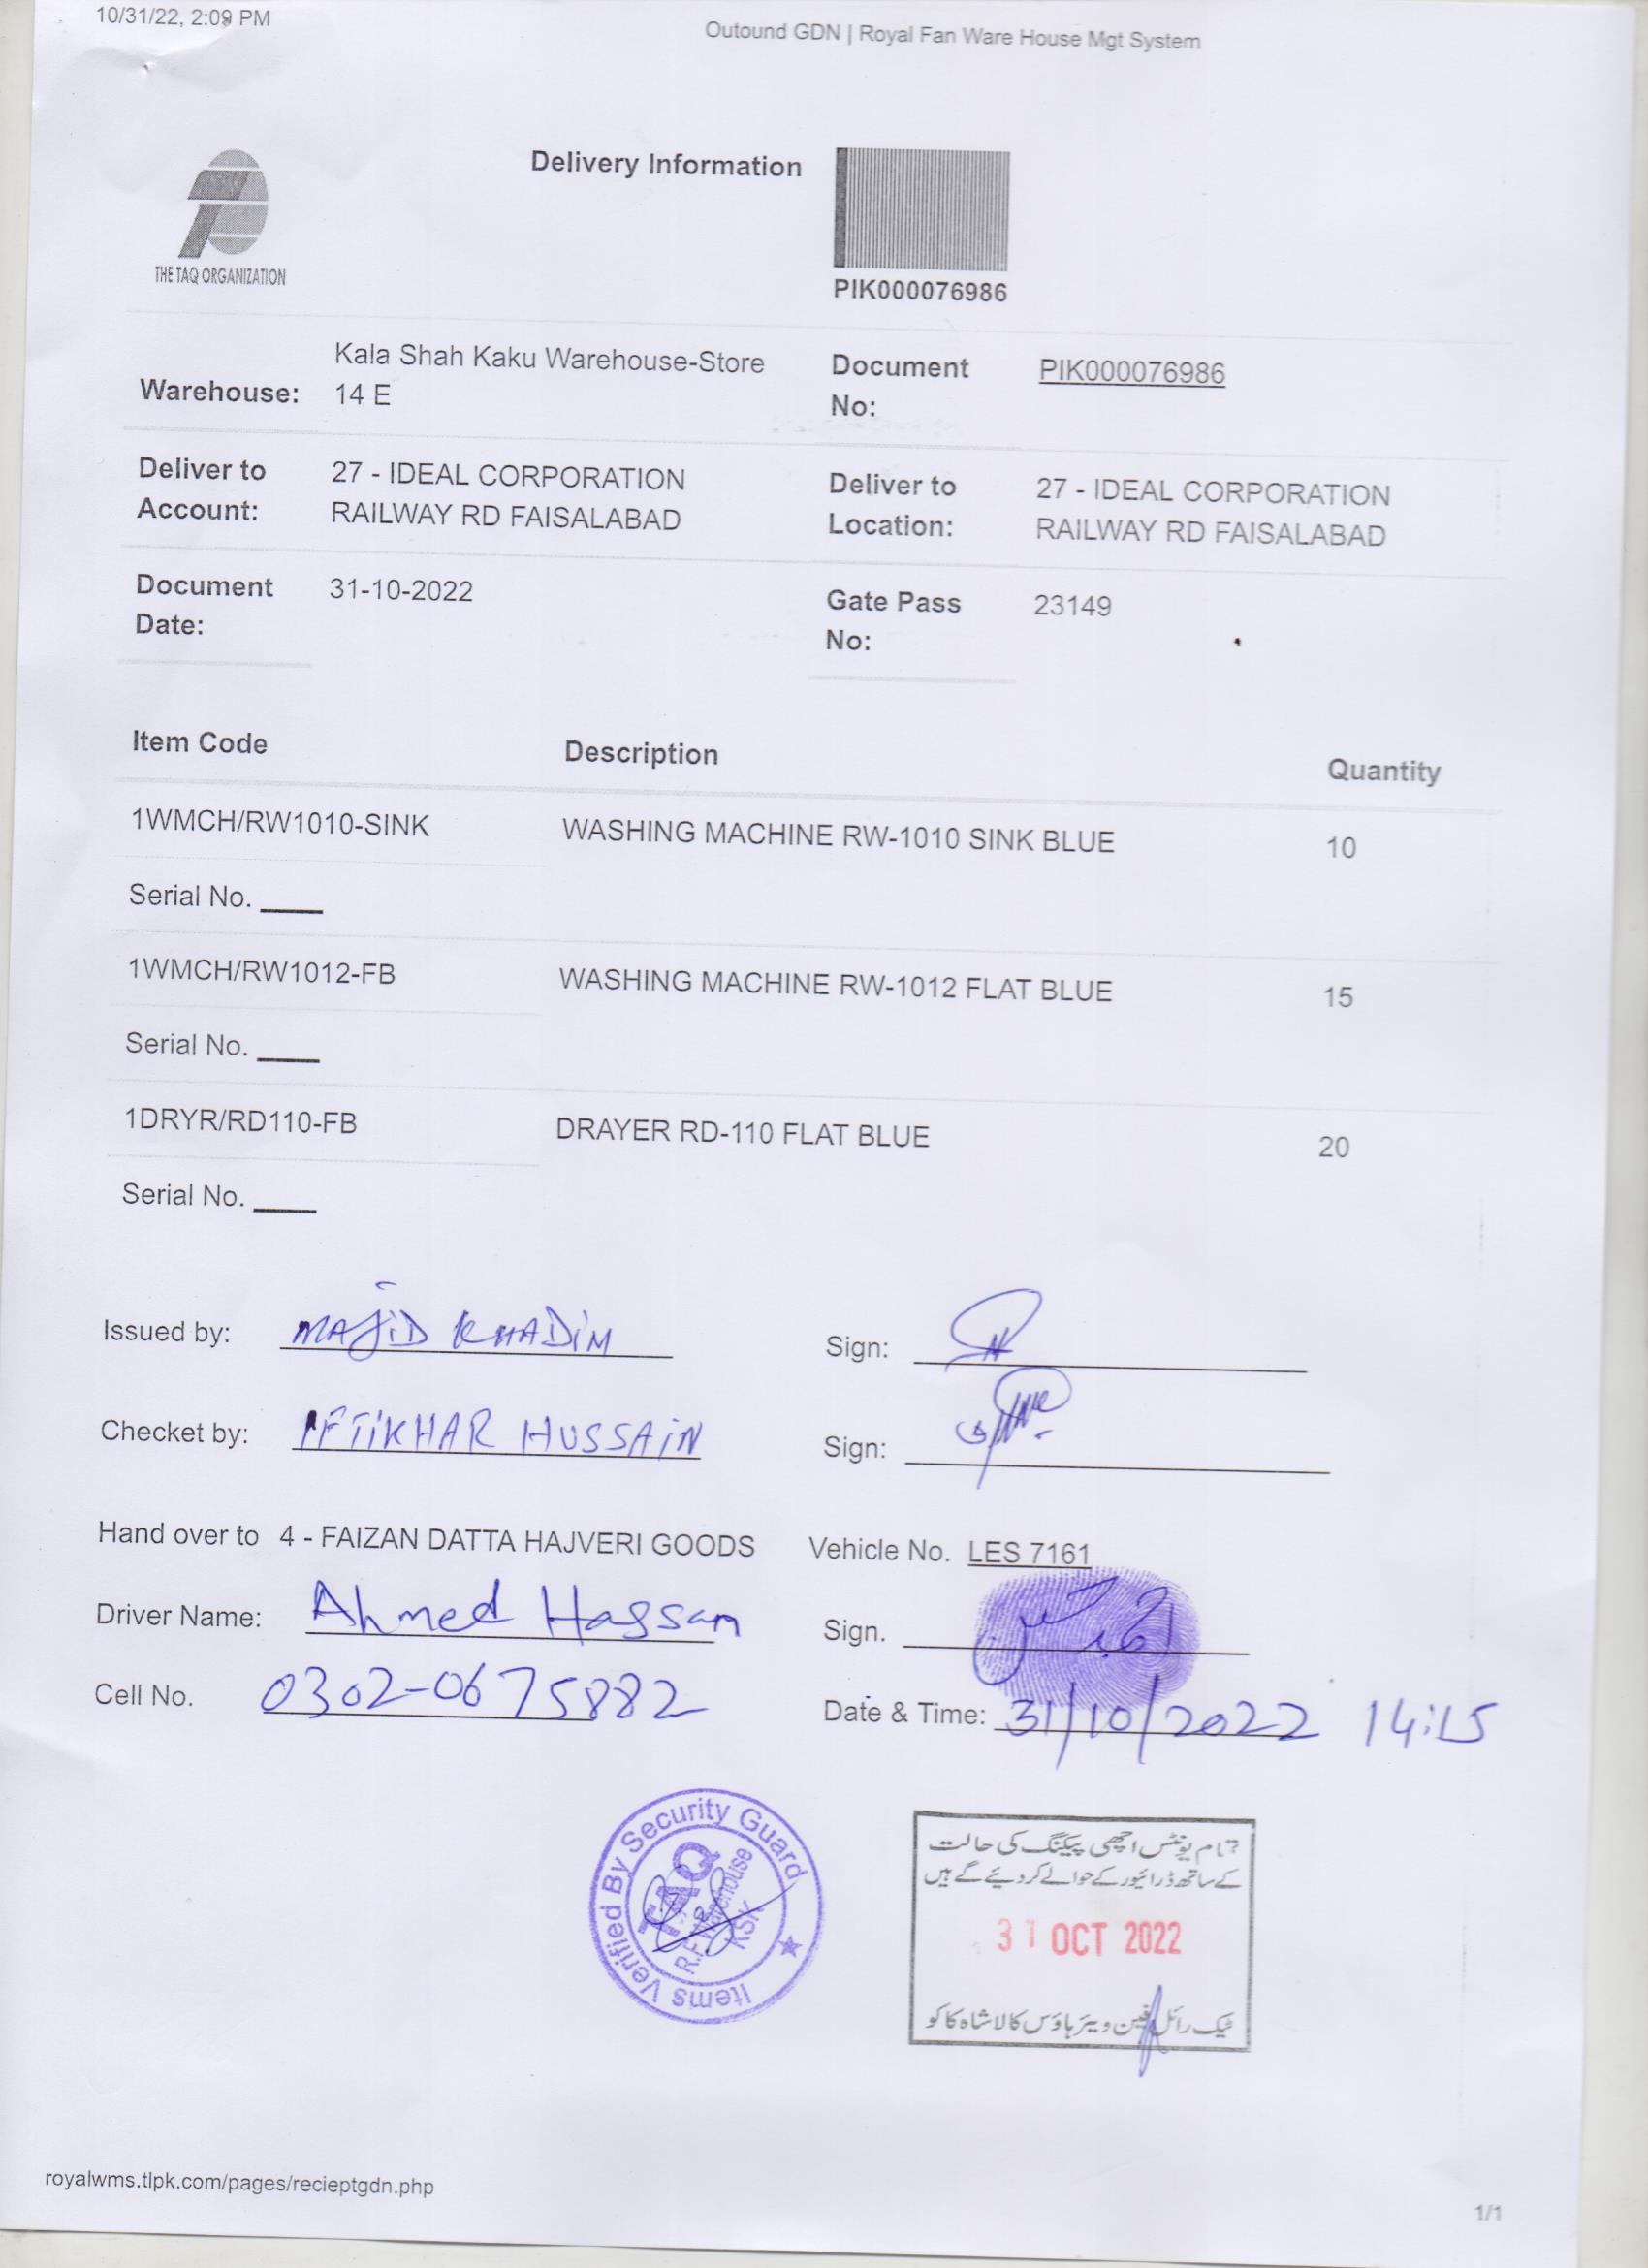 10/31/22, 2:09 PM
Outound GDN | Royal Fan Ware House Mgt System
THE TAQ ORGANIZATION
Delivery Information
PIK000076986
Warehouse: Kala Shah Kaku Warehouse-Store
14 E
Document No: PIK000076986
Deliver to Account: 27 - IDEAL CORPORATION
RAILWAY RD FAISALABAD
Deliver to Location: 27 - IDEAL CORPORATION
RAILWAY RD FAISALABAD
Document Date: 31-10-2022
Gate Pass No: 23149
Item Code Description Quantity
1WMCH/RW1010-SINK WASHING MACHINE RW-1010 SINK BLUE 10
Serial No. ____
1WMCH/RW1012-FB WASHING MACHINE RW-1012 FLAT BLUE 15
Serial No. ____
1DRYR/RD110-FB DRAYER RD-110 FLAT BLUE 20
Serial No. ____
Issued by: MAJID KHADIM Sign:
Checket by: IFTIKHAR HUSSAIN Sign:
Hand over to 4 - FAIZAN DATTA HAJVERI GOODS Vehicle No. LES 7161
Driver Name: Ahmed Hassan Sign. احمد حسن
Cell No. 0302-0675882 Date & Time: 31/10/2022 14:15
Items Verified By Security Guard
TAQ
R.F Warehouse
KSK
تمام یونٹس اچھی پیکنگ کی حالت
کے ساتھ ڈرائیور کے حوالے کر دیئے گے ہیں
31 OCT 2022
ٹیک رائل فین ویئر ہاؤس کالا شاہ کاکو
royalwms.tlpk.com/pages/recieptgdn.php
1/1